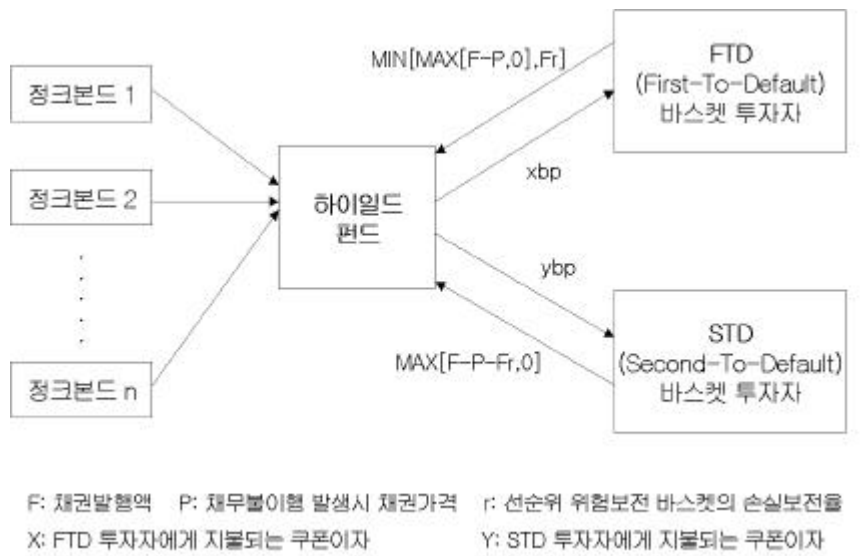 정크본드 1
정크본드 2
정크본드 n
하이일드
펀드
MIN[MAX[F-P,0],Fr]
xbp
ybp
MAX[F-P-Fr,0]
FTD
(First-To-Default)
바스켓 투자자
STD
(Second-To-Default)
바스켓 투자자
F: 채권발행액 P: 채무불이행 발생시 채권가격 r: 선순위 위험보전 바스켓의 손실보전율
X: FTD 투자자에게 지불되는 쿠폰이자 Y: STD 투자자에게 지불되는 쿠폰이자